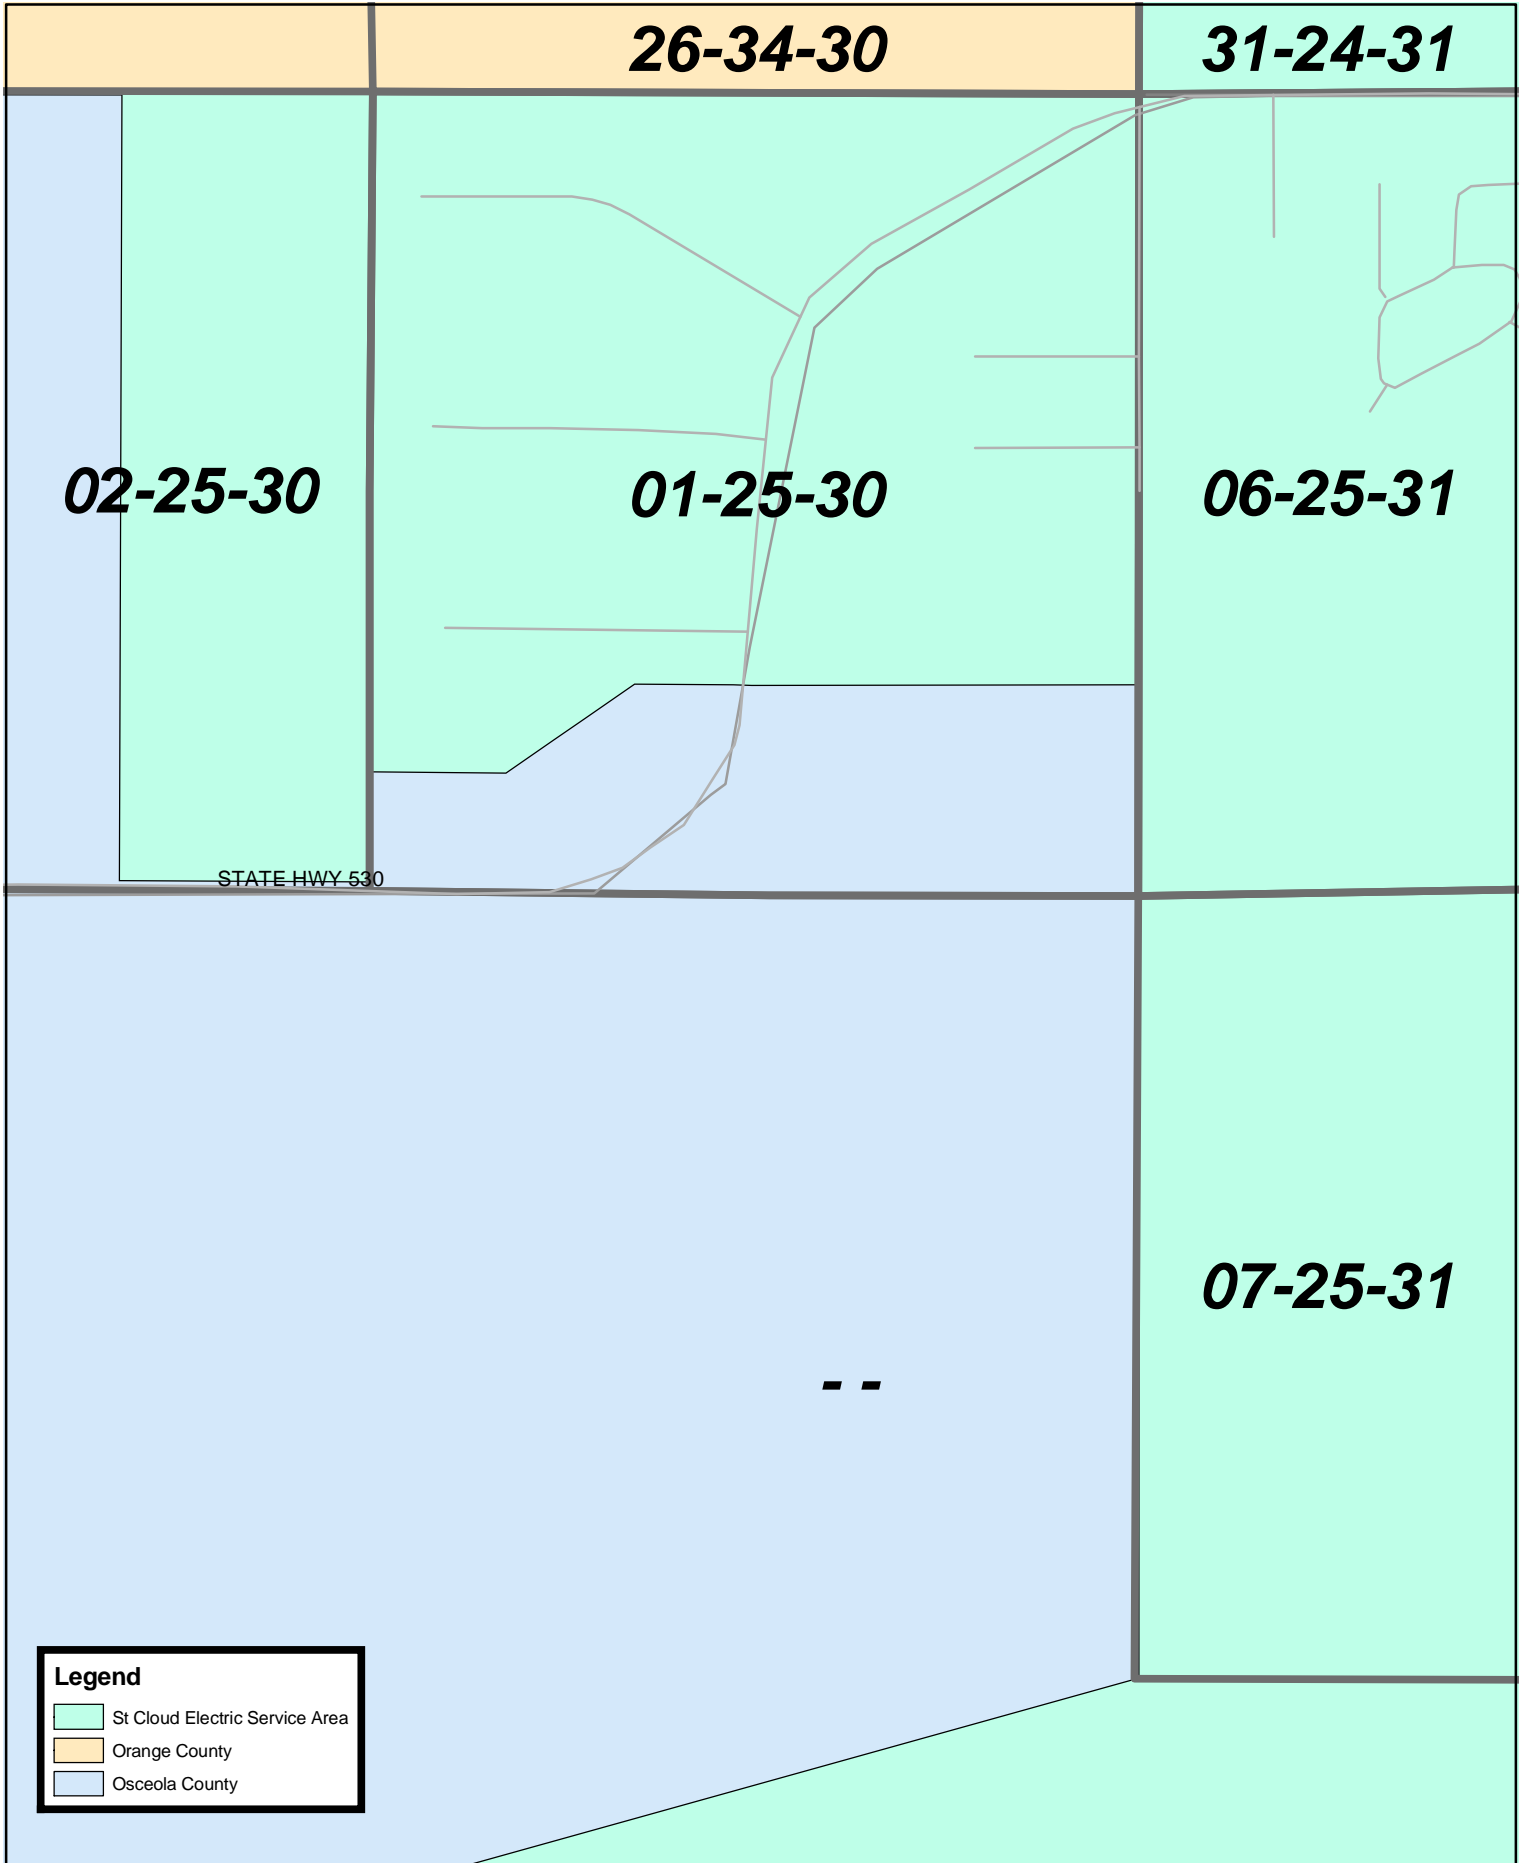 26-34-30
31-24-31
02-25-30
01-25-30
06-25-31
STATE HWY 530
07-25-31
- -
Legend
St Cloud Electric Service Area
Orange County
Osceola County